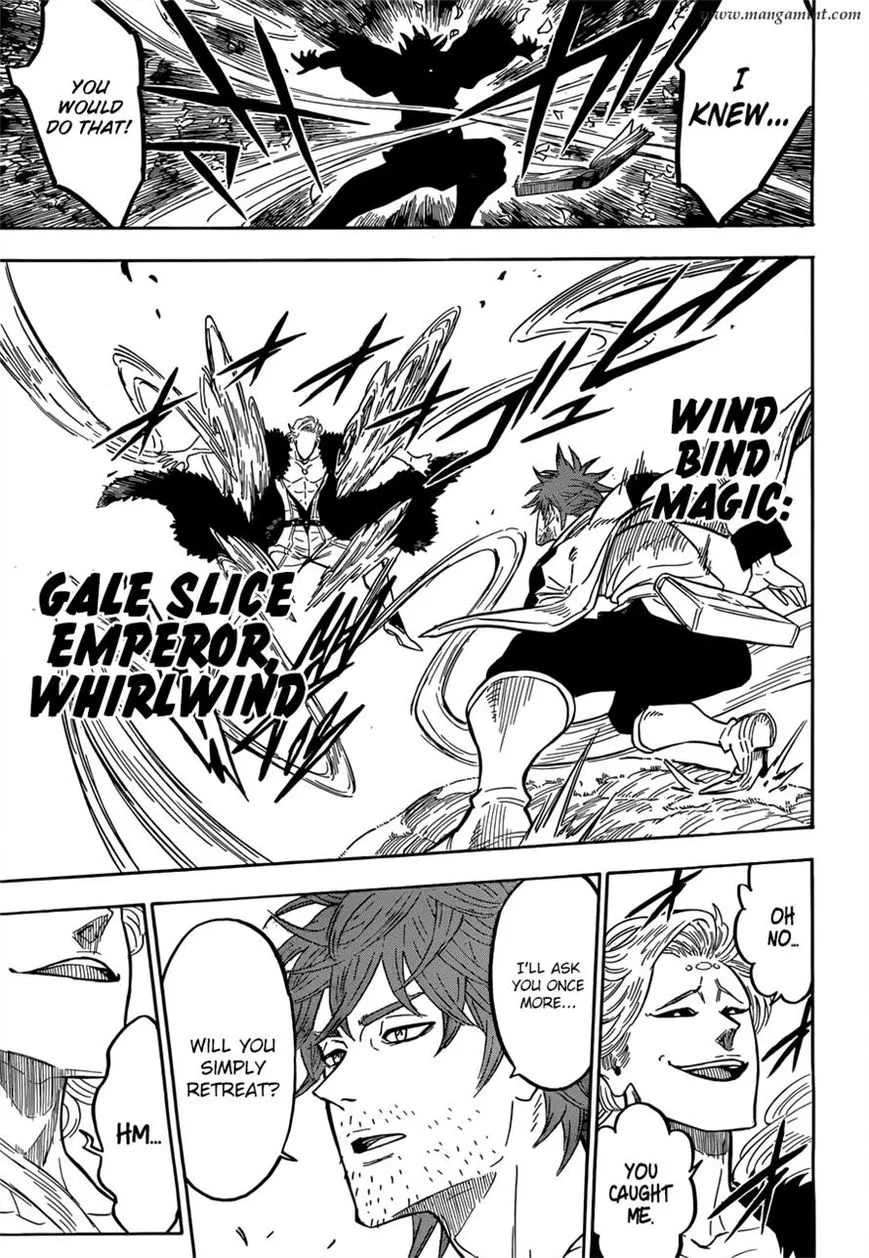 www.mangamint.com
I
KNEW...
YOU
WOULD
DO THAT!
WIND
BIND
MAGIC:
GALE SLICE
EMPEROR,
WHIRLWIND
OH
NO...
YOU
CAUGHT
ME.
I'LL ASK
YOU ONCE
MORE...
WILL YOU
SIMPLY
RETREAT?
HM...